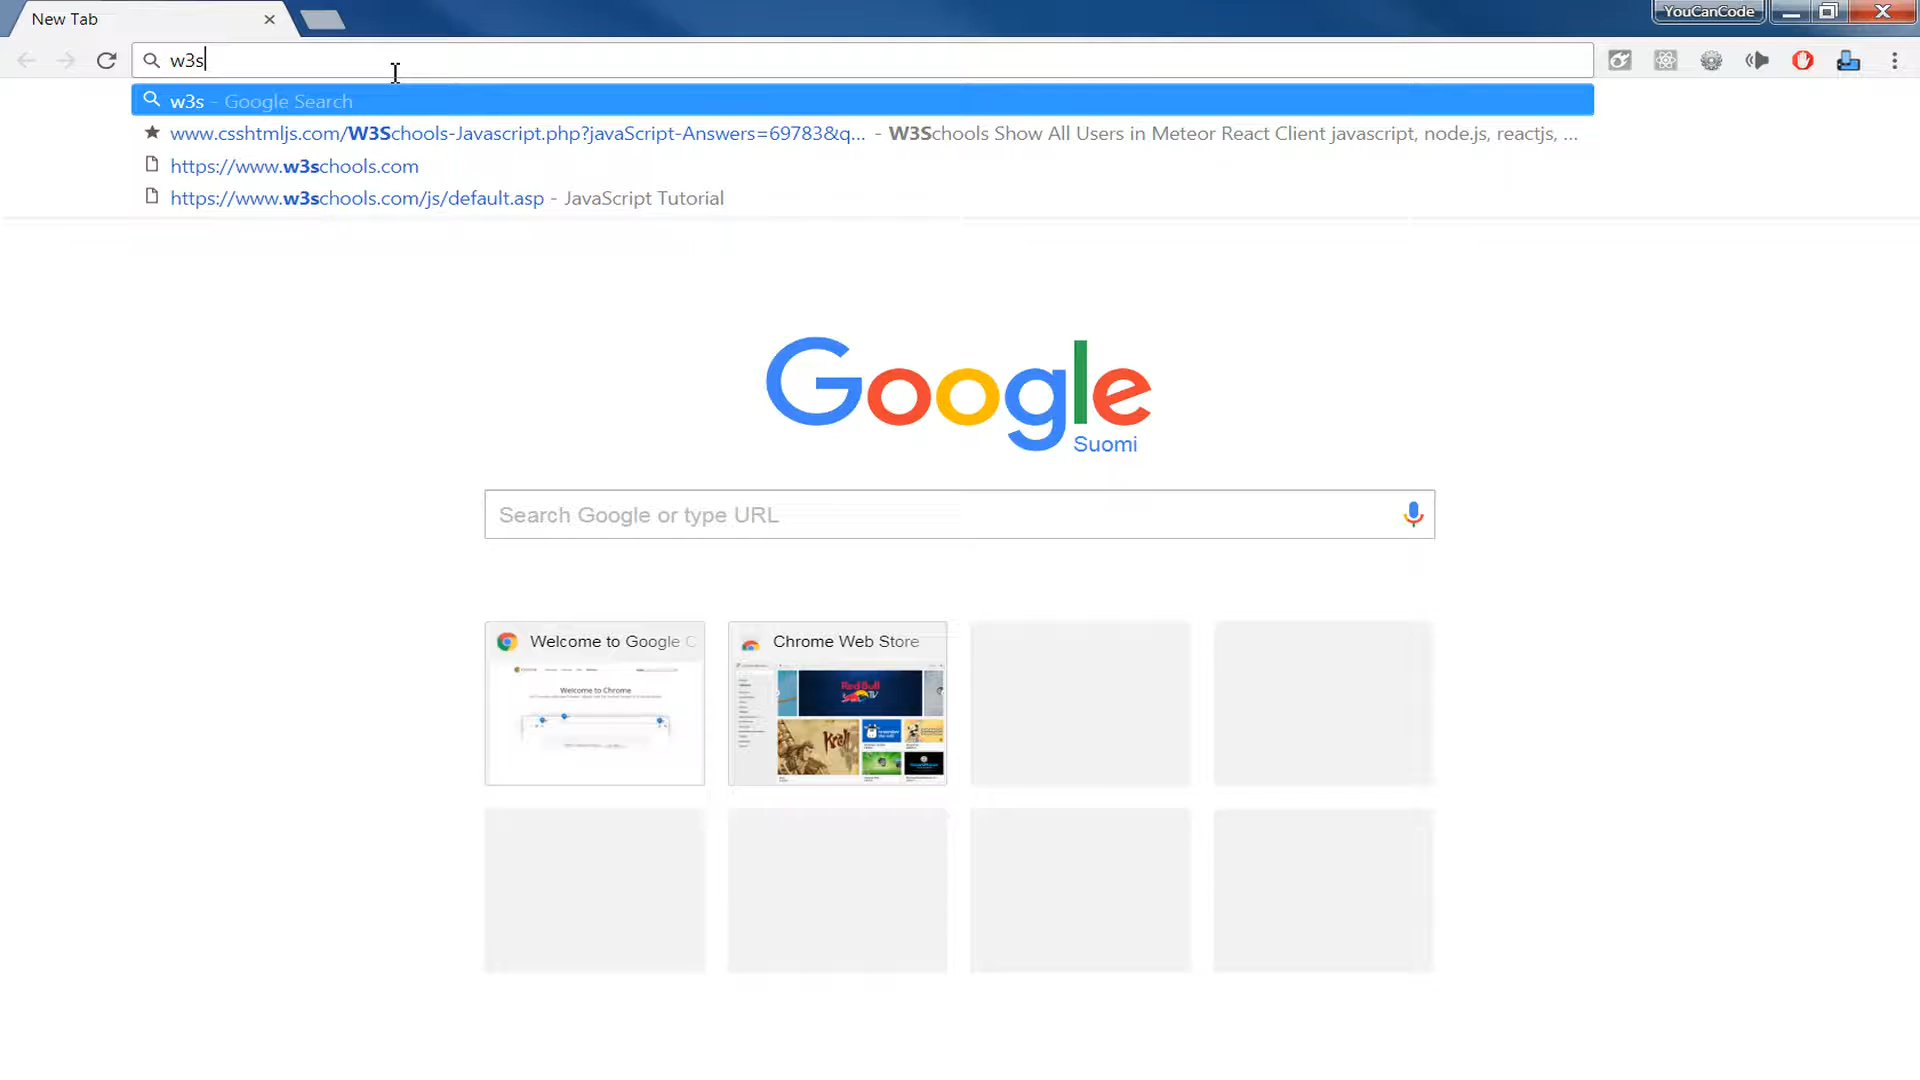 New Tab
YouCanCode
w3s
w3s - Google Search
www.csshtmljs.com/W3Schools-Javascript.php?javaScript-Answers=69783&q... - W3Schools Show All Users in Meteor React Client javascript, node.js, reactjs, ...
https://www.w3schools.com
https://www.w3schools.com/js/default.asp - JavaScript Tutorial
Google
Suomi
Search Google or type URL
Welcome to Google C
Chrome Web Store
Welcome to Chrome
Red Bull
TV